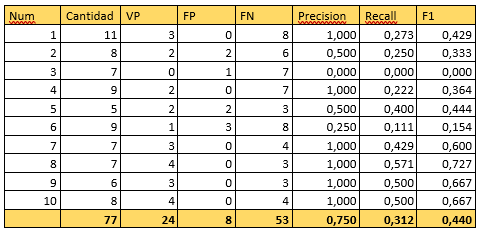 Num Cantidad VP FP FN Precision Recall F1
1 11 3 0 8 1,000 0,273 0,429
2 8 2 2 6 0,500 0,250 0,333
3 7 0 1 7 0,000 0,000 0,000
4 9 2 0 7 1,000 0,222 0,364
5 5 2 2 3 0,500 0,400 0,444
6 9 1 3 8 0,250 0,111 0,154
7 7 3 0 4 1,000 0,429 0,600
8 7 4 0 3 1,000 0,571 0,727
9 6 3 0 3 1,000 0,500 0,667
10 8 4 0 4 1,000 0,500 0,667
77 24 8 53 0,750 0,312 0,440